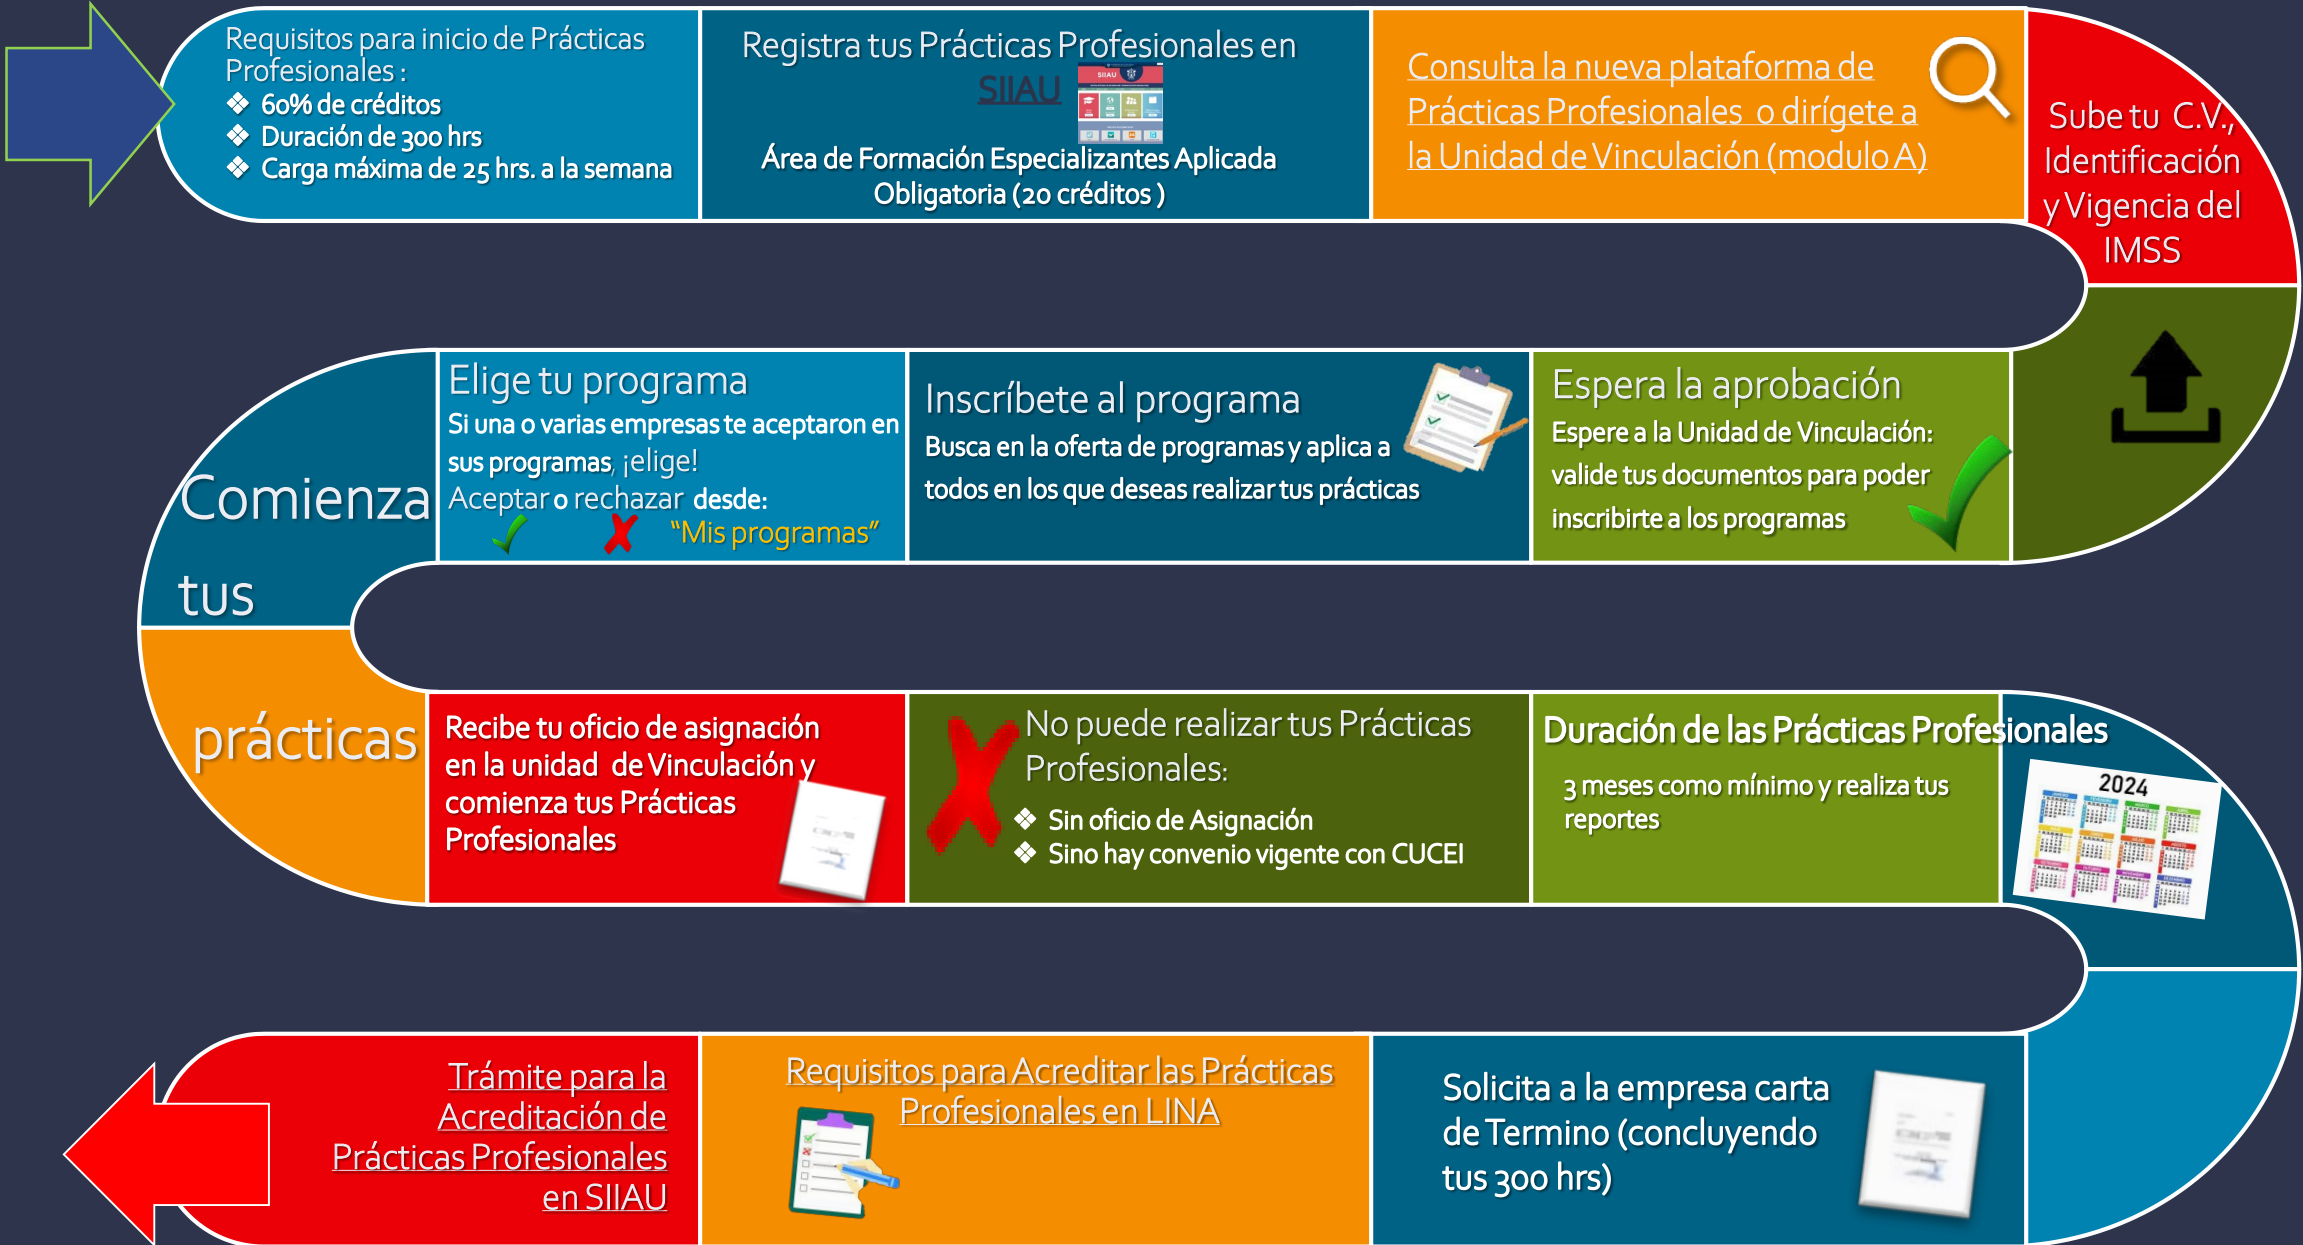 Requisitos para inicio de Prácticas
Profesionales :
❖ 60% de créditos
❖ Duración de 300 hrs
❖ Carga máxima de 25 hrs. a la semana
Registra tus Prácticas Profesionales en
SIIAU
SIIAU
Área de Formación Especializantes Aplicada
Obligatoria (20 créditos )
Consulta la nueva plataforma de
Prácticas Profesionales o dirígete a
la Unidad de Vinculación (modulo A)
Sube tu C.V.,
Identificación
y Vigencia del
IMSS
Espera la aprobación
Espere a la Unidad de Vinculación:
valide tus documentos para poder
inscribirte a los programas
Inscríbete al programa
Busca en la oferta de programas y aplica a
todos en los que deseas realizar tus prácticas
Elige tu programa
Si una o varias empresas te aceptaron en
sus programas, ¡elige!
Aceptar o rechazar desde:
“Mis programas”
Comienza
tus
prácticas
Recibe tu oficio de asignación
en la unidad de Vinculación y
comienza tus Prácticas
Profesionales
No puede realizar tus Prácticas
Profesionales:
❖ Sin oficio de Asignación
❖ Sino hay convenio vigente con CUCEI
Duración de las Prácticas Profesionales
3 meses como mínimo y realiza tus
reportes
2024
Solicita a la empresa carta
de Termino (concluyendo
tus 300 hrs)
Requisitos para Acreditar las Prácticas
Profesionales en LINA
Trámite para la
Acreditación de
Prácticas Profesionales
en SIIAU